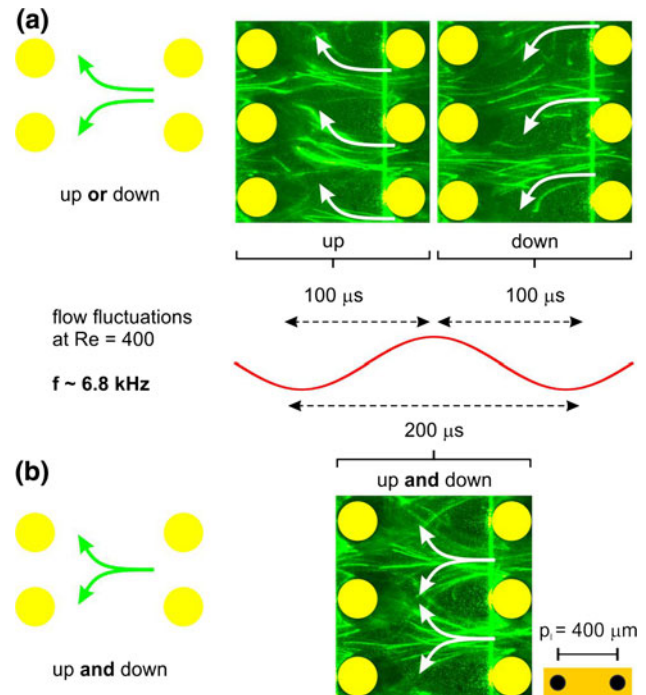 (a)
up or down
up
down
100 μs
100 μs
flow fluctuations
at Re = 400
f ~ 6.8 kHz
200 μs
(b)
up and down
up and down
pᵢ = 400 μm